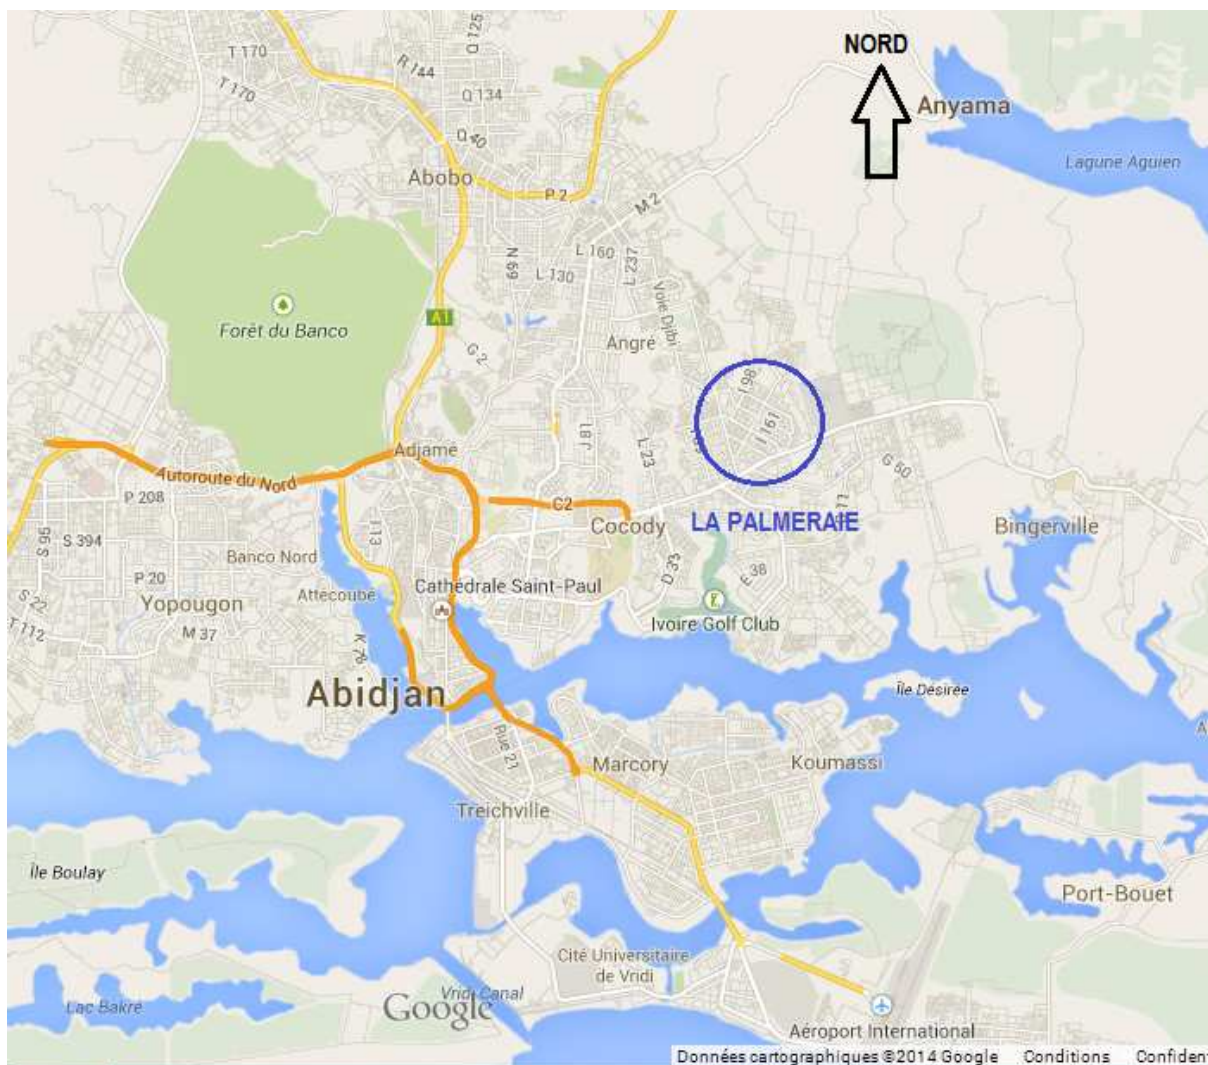 NORD
Anyama
Lagune Aguien
T 170
T 170
R 144
Q 125
Q 134
Q 40
Abobo
P 2
M 2
L 160
L 237
L 130
N 69
Voie Djibi
A1
Forêt du Banco
G 2
Angré
I 98
I 161
J 81
L 23
Adjamé
Autoroute du Nord
G 50
P 208
C2
LA PALMERAIE
Cocody
Bingerville
S 95
S 394
I 13
Banco Nord
P 20
D 33
E 38
Attécoubé
Cathédrale Saint-Paul
S 22
Yopougon
Ivoire Golf Club
T 112
M 37
K 78
Abidjan
Île Désirée
Rue 21
Marcory
Koumassi
Treichville
Île Boulay
Port-Bouet
Cité Universitaire
de Vridi
Vridi Canal
Lac Bakré
Google
Aéroport International
Données cartographiques ©2014 Google Conditions Confident